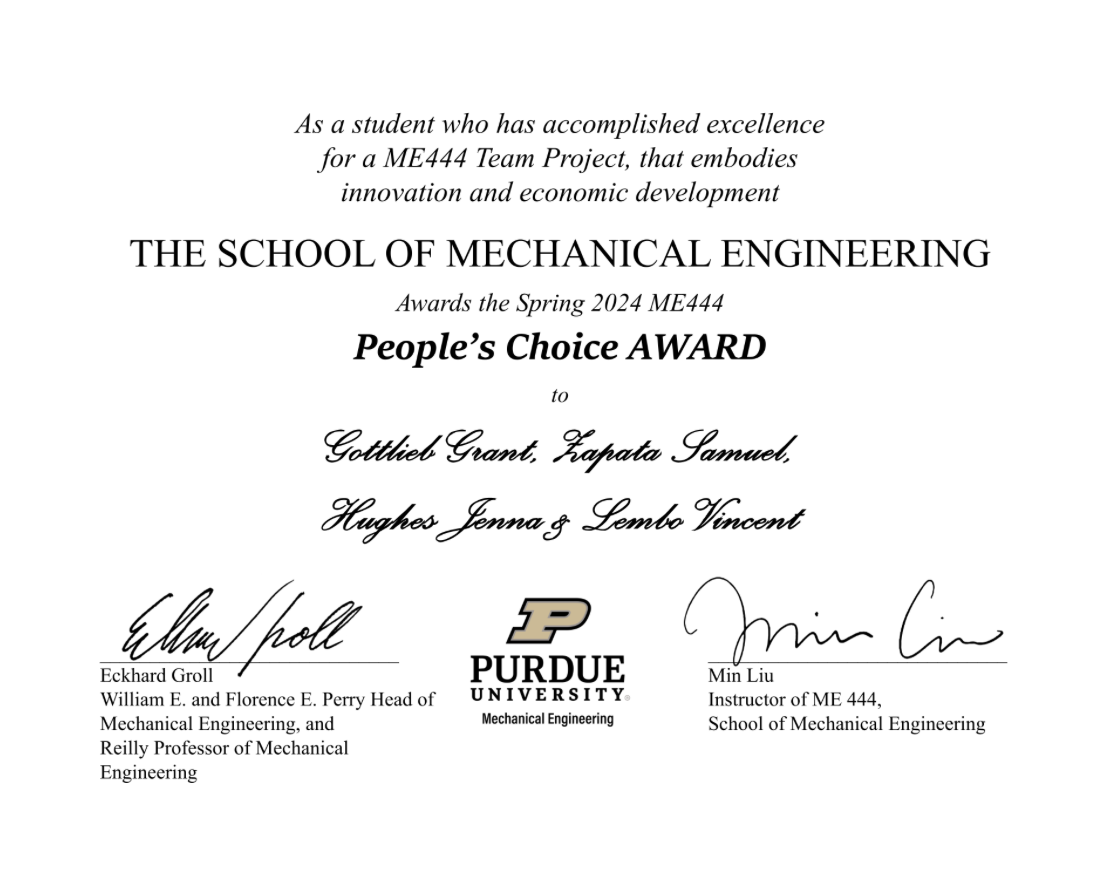 As a student who has accomplished excellence
for a ME444 Team Project, that embodies
innovation and economic development
THE SCHOOL OF MECHANICAL ENGINEERING
Awards the Spring 2024 ME444
People's Choice AWARD
to
Gottlieb Grant, Zapata Samuel,
Hughes Jenna & Lembo Vincent
Eckhard Groll
William E. and Florence E. Perry Head of
Mechanical Engineering, and
Reilly Professor of Mechanical
Engineering
P
PURDUE
UNIVERSITY®
Mechanical Engineering
Min Liu
Min Liu
Instructor of ME 444,
School of Mechanical Engineering